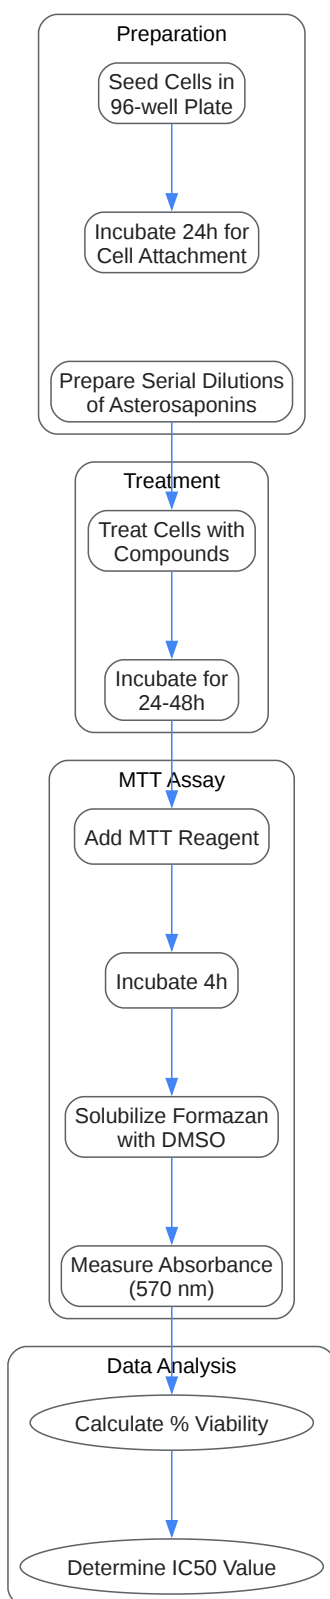 Preparation
Seed Cells in
96-well Plate
Incubate 24h for
Cell Attachment
Prepare Serial Dilutions
of Asterosaponins
Treatment
Treat Cells with
Compounds
Incubate for
24-48h
MTT Assay
Add MTT Reagent
Incubate 4h
Solubilize Formazan
with DMSO
Measure Absorbance
(570 nm)
Data Analysis
Calculate % Viability
Determine IC50 Value